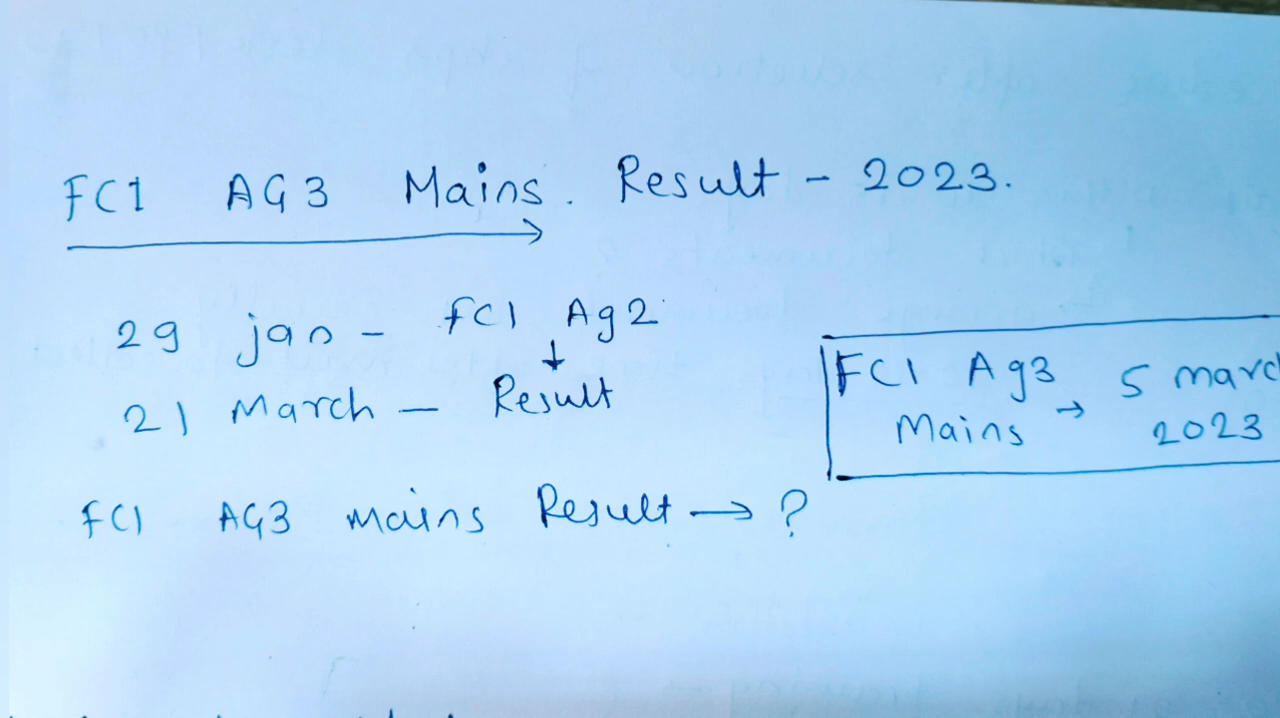 FCI AG3 Mains. Result - 2023.
29 jan - FCI Ag2
21 March - Result
FCI Ag3 5 marc
Mains → 2023
FCI AG3 mains Result → ?